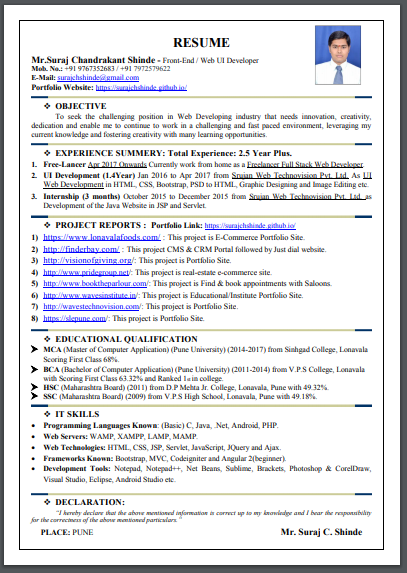 RESUME
Mr.Suraj Chandrakant Shinde - Front-End / Web UI Developer
Mob. No.: +91 9767352683 / +91 7972579622
E-Mail: surajchshinde@gmail.com
Portfolio Website: https://surajchshinde.github.io/
❖ OBJECTIVE
To seek the challenging position in Web Developing industry that needs innovation, creativity,
dedication and enable me to continue to work in a challenging and fast paced environment, leveraging my
current knowledge and fostering creativity with many learning opportunities.
❖ EXPERIENCE SUMMERY: Total Experience: 2.5 Year Plus.
1. Free-Lancer Apr 2017 Onwards Currently work from home as a Freelancer Full Stack Web Developer
2. UI Development (1.4Year) Jan 2016 to Apr 2017 from Srujan Web Technovision Pvt. Ltd. As UI
Web Development in HTML, CSS, Bootstrap, PSD to HTML, Graphic Designing and Image Editing etc.
3. Internship (3 months) October 2015 to December 2015 from Srujan Web Technovision Pvt. Ltd. as
Development of the Java Website in JSP and Servlet.
❖ PROJECT REPORTS : Portfolio Link: https://surajchshinde.github.io/
1) https://www.lonavalafoods.com/ : This project is E-Commerce Portfolio Site.
2) http://finderbay.com/ : This project CMS & CRM Portal followed by Just dial website.
3) http://visionofgiving.org/: This project is Portfolio Site.
4) http://www.pridegroup.net/: This project is real-estate e-commerce site.
5) http://www.booktheparlour.com/: This project is Find & book appointments with Saloons.
6) http://www.wavesinstitute.in/: This project is Educational/Institute Portfolio Site.
7) http://wavestechnovision.com/: This project is Portfolio Site.
8) https://slepune.com/: This project is Portfolio Site.
❖ EDUCATIONAL QUALIFICATION
➤ MCA (Master of Computer Application) (Pune University) (2014-2017) from Sinhgad College, Lonavala
Scoring First Class 68%.
➤ BCA (Bachelor of Computer Application) (Pune University) (2011-2014) from V.P.S College, Lonavala
with Scoring First Class 63.32% and Ranked 1st in college.
➤ HSC (Maharashtra Board) (2011) from D.P Mehta Jr. College, Lonavala, Pune with 49.32%.
➤ SSC (Maharashtra Board) (2009) from V.P.S High School, Lonavala, Pune with 49.18%.
❖ IT SKILLS
• Programming Languages Known: (Basic) C, Java, .Net, Android, PHP.
• Web Servers: WAMP, XAMPP, LAMP, MAMP.
• Web Technologies: HTML, CSS, JSP, Servlet, JavaScript, JQuery and Ajax.
• Frameworks Known: Bootstrap, MVC, Codeigniter and Angular 2(beginner).
• Development Tools: Notepad, Notepad++, Net Beans, Sublime, Brackets, Photoshop & CorelDraw,
Visual Studio, Eclipse, Android Studio etc.
❖ DECLARATION:
"I hereby declare that the above mentioned information is correct up to my knowledge and I bear the responsibility
for the correctness of the above mentioned particulars."
PLACE: PUNE Mr. Suraj C. Shinde